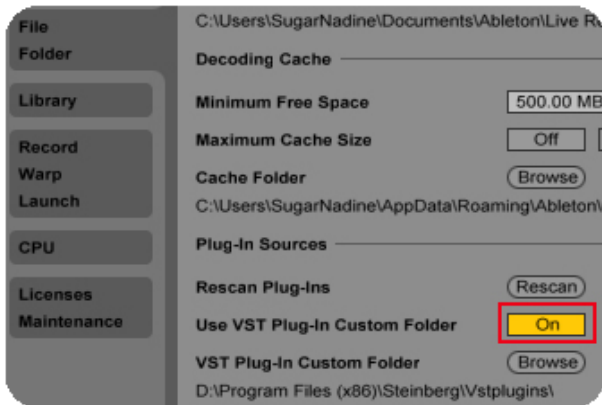 File
Folder
Library
Record
Warp
Launch
CPU
Licenses
Maintenance
C:\Users\SugarNadine\Documents\Ableton\Live
Decoding Cache
Minimum Free Space 500.00 MB
Maximum Cache Size Off
Cache Folder Browse
C:\Users\SugarNadine\AppData\Roaming\Ableton\
Plug-In Sources
Rescan Plug-Ins Rescan
Use VST Plug-In Custom Folder On
VST Plug-In Custom Folder Browse
D:\Program Files (x86)\Steinberg\Vstplugins\